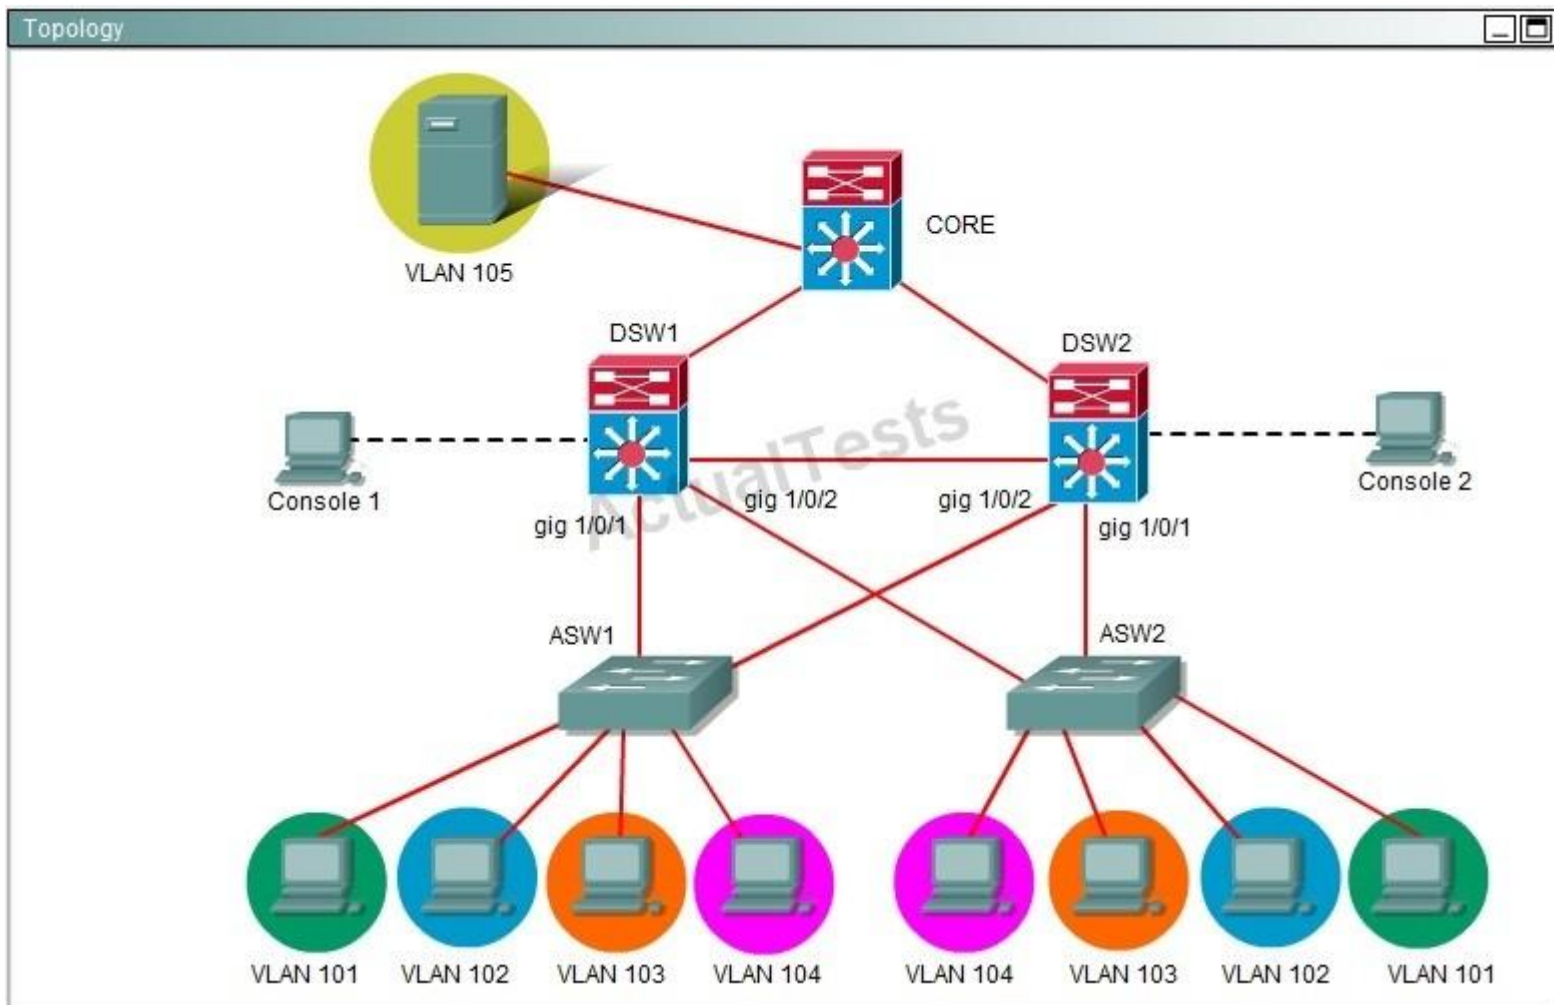 Topology
CORE
VLAN 105
DSW1
DSW2
ActualTests
Console 1
Console 2
gig 1/0/1
gig 1/0/2
gig 1/0/2
gig 1/0/1
ASW1
ASW2
VLAN 101
VLAN 102
VLAN 103
VLAN 104
VLAN 104
VLAN 103
VLAN 102
VLAN 101